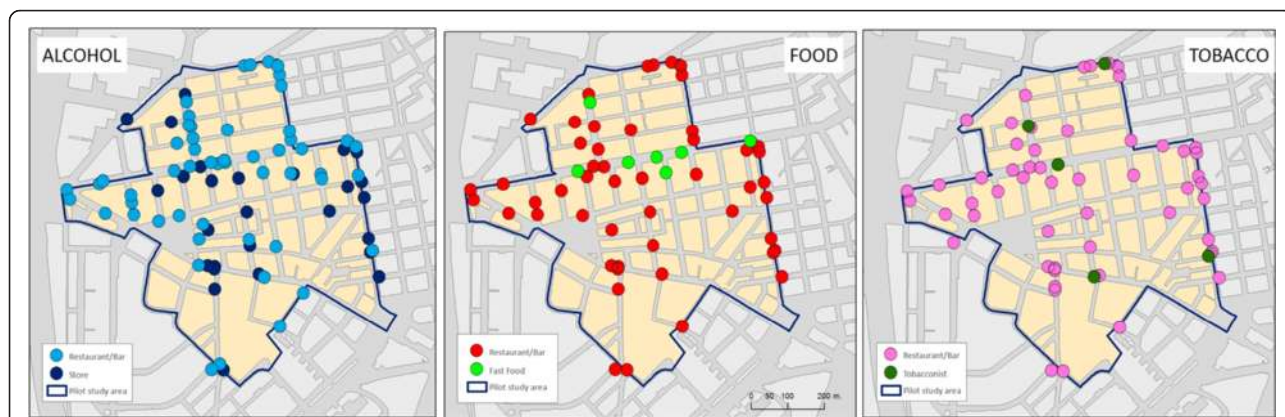 ALCOHOL
Restaurant/Bar
Store
Pilot study area
FOOD
Restaurant/Bar
Fast Food
Pilot study area
0 50 100 200 m.
TOBACCO
Restaurant/Bar
Tobacconist
Pilot study area